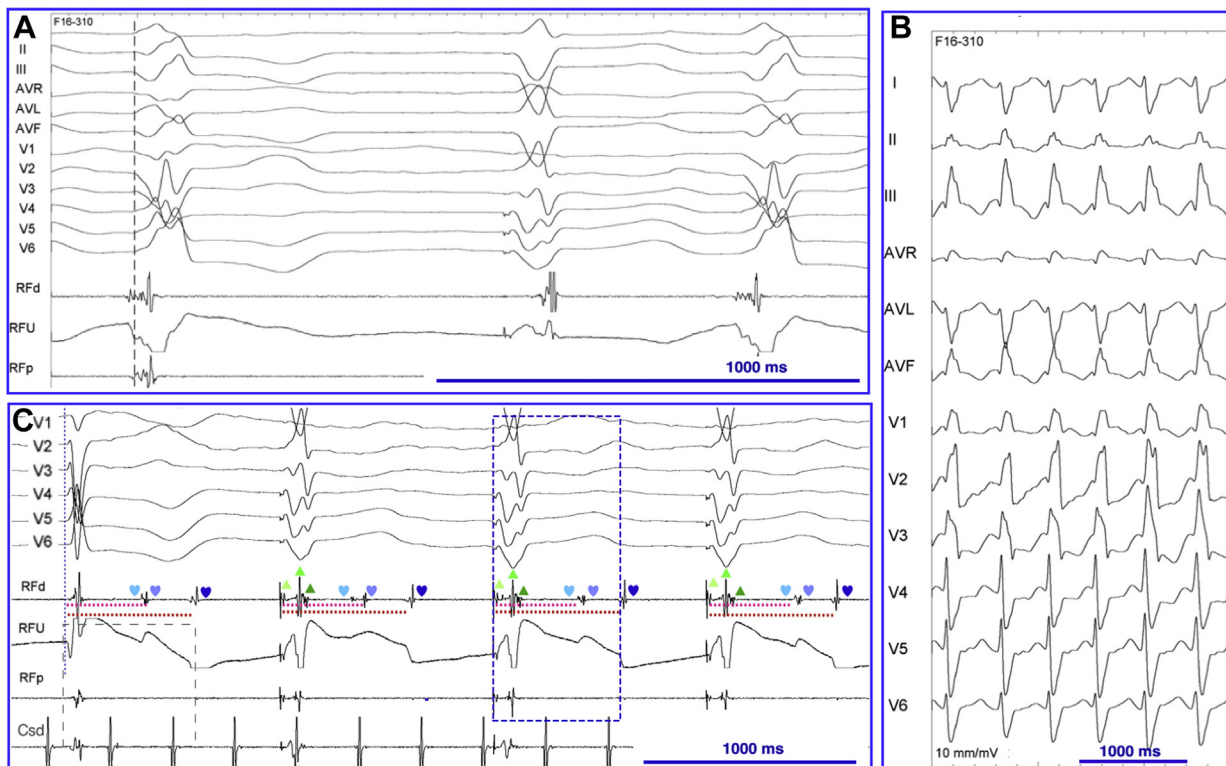 A
F16-310
II
III
AVR
AVL
AVF
V1
V2
V3
V4
V5
V6
RFd
RFU
RFp
1000 ms
B
F16-310
I
II
III
AVR
AVL
AVF
V1
V2
V3
V4
V5
V6
10 mm/mV
1000 ms
C
V1
V2
V3
V4
V5
V6
RFd
RFU
RFp
Csd
1000 ms